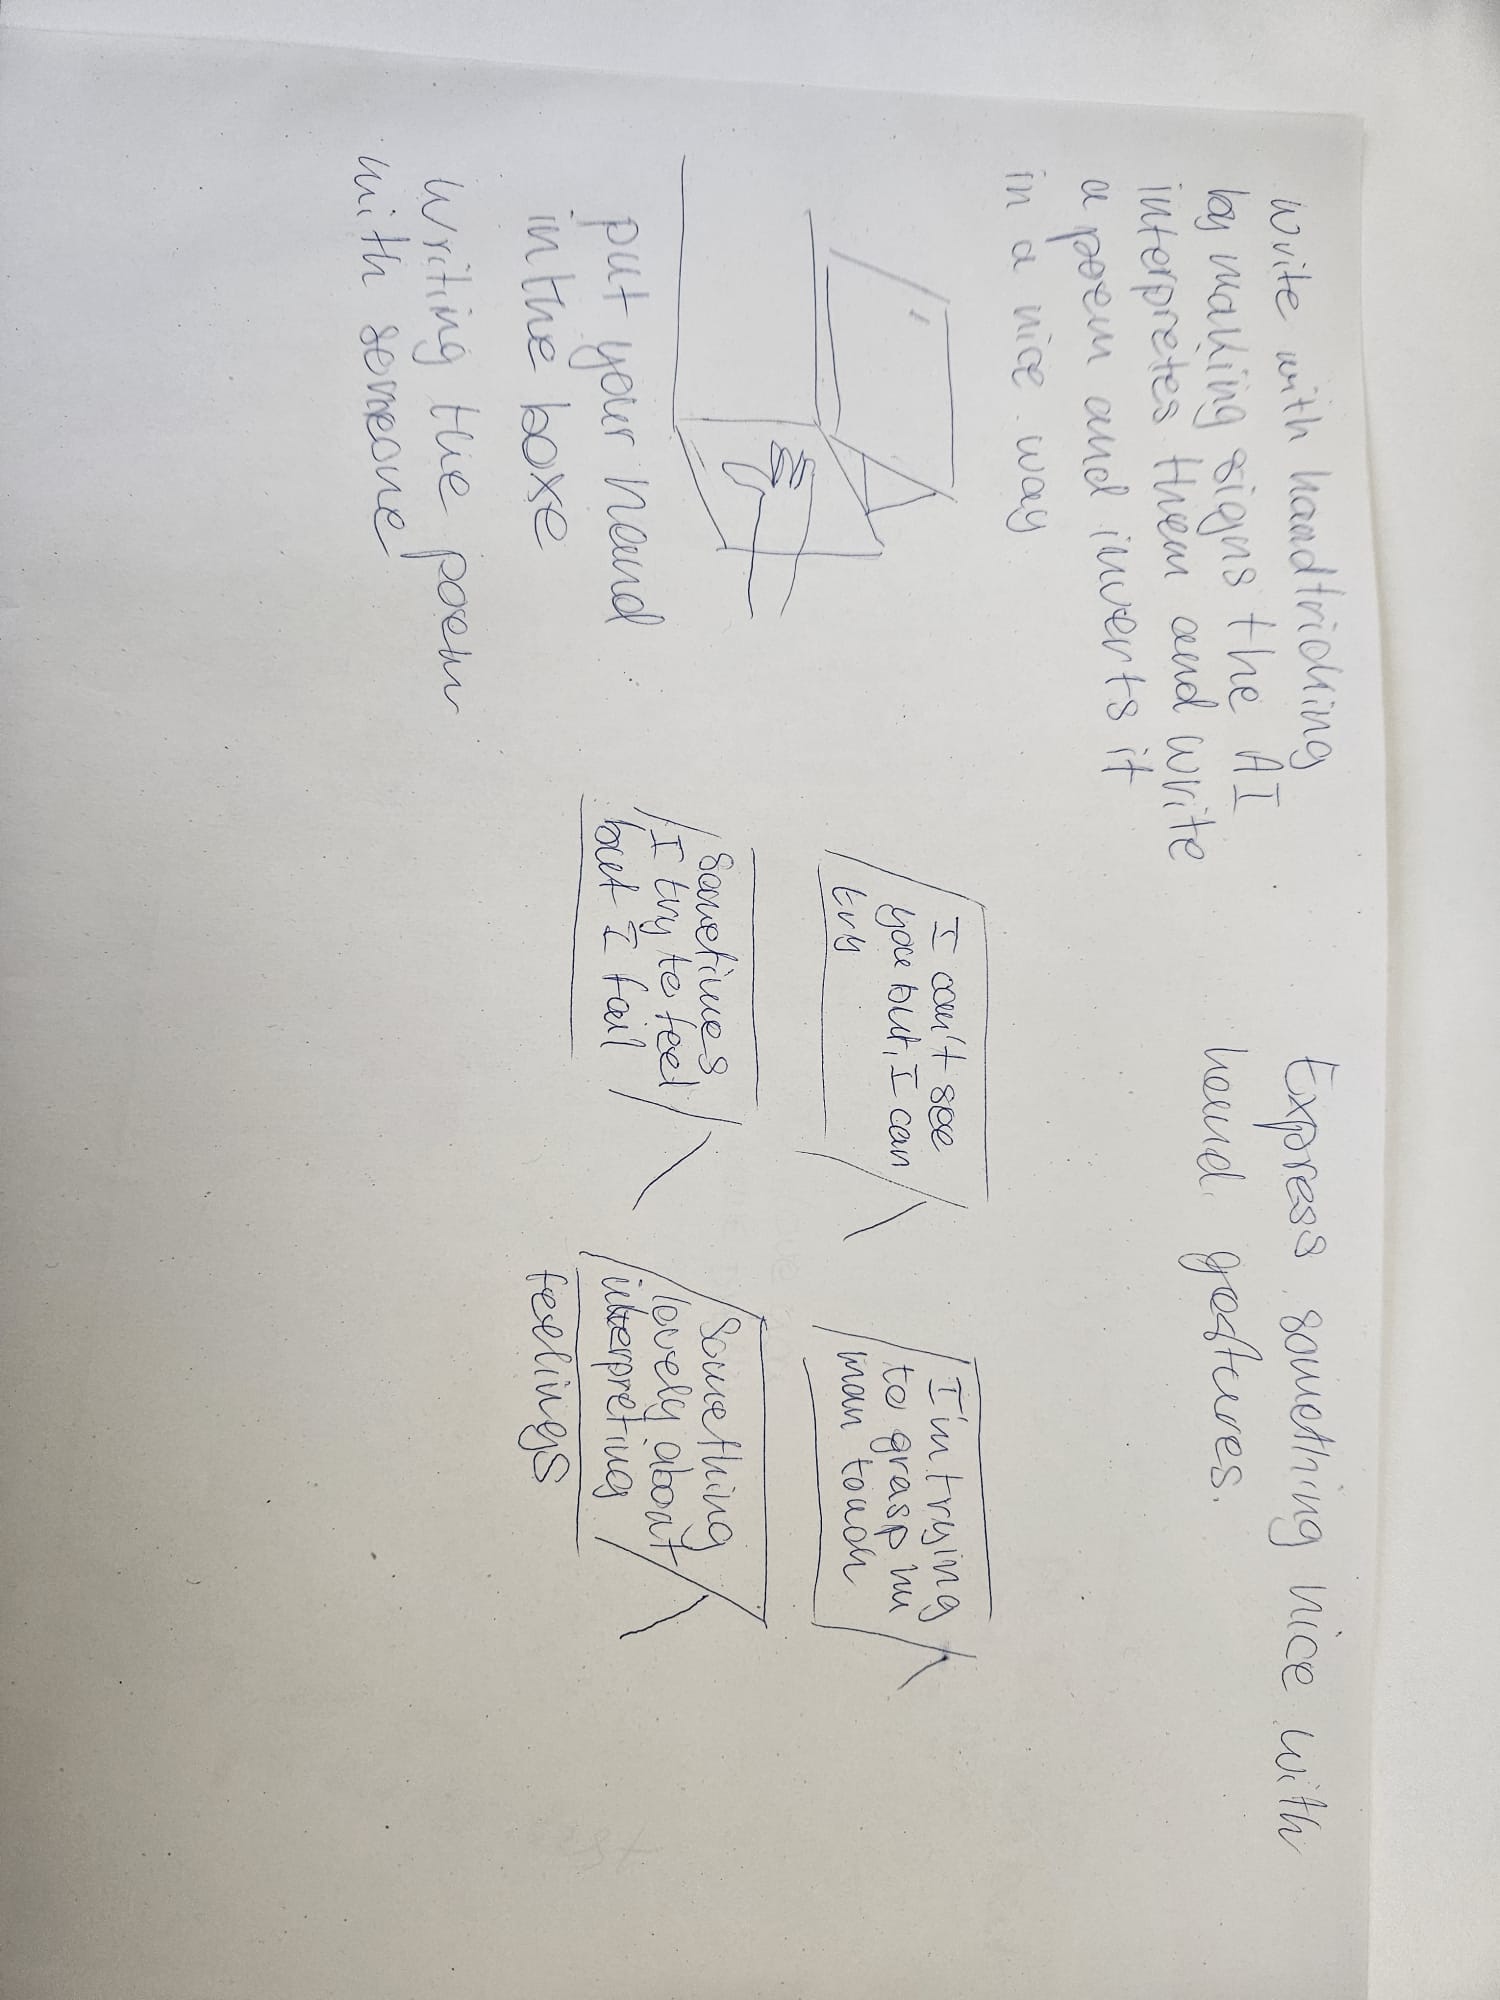 Write with handtricking
by making signs the AI
interpretes them and write
a poem and inverts it
in a nice way
Express something nice with
hand gestures.
I can't see
you but, I can
try
I'm trying
to grasp hu
man touch
Sometimes
I try to feel
but I fail
Something
lovely about
interpreting
feelings
put your hand
in the boxe
Writing the poem
with someone